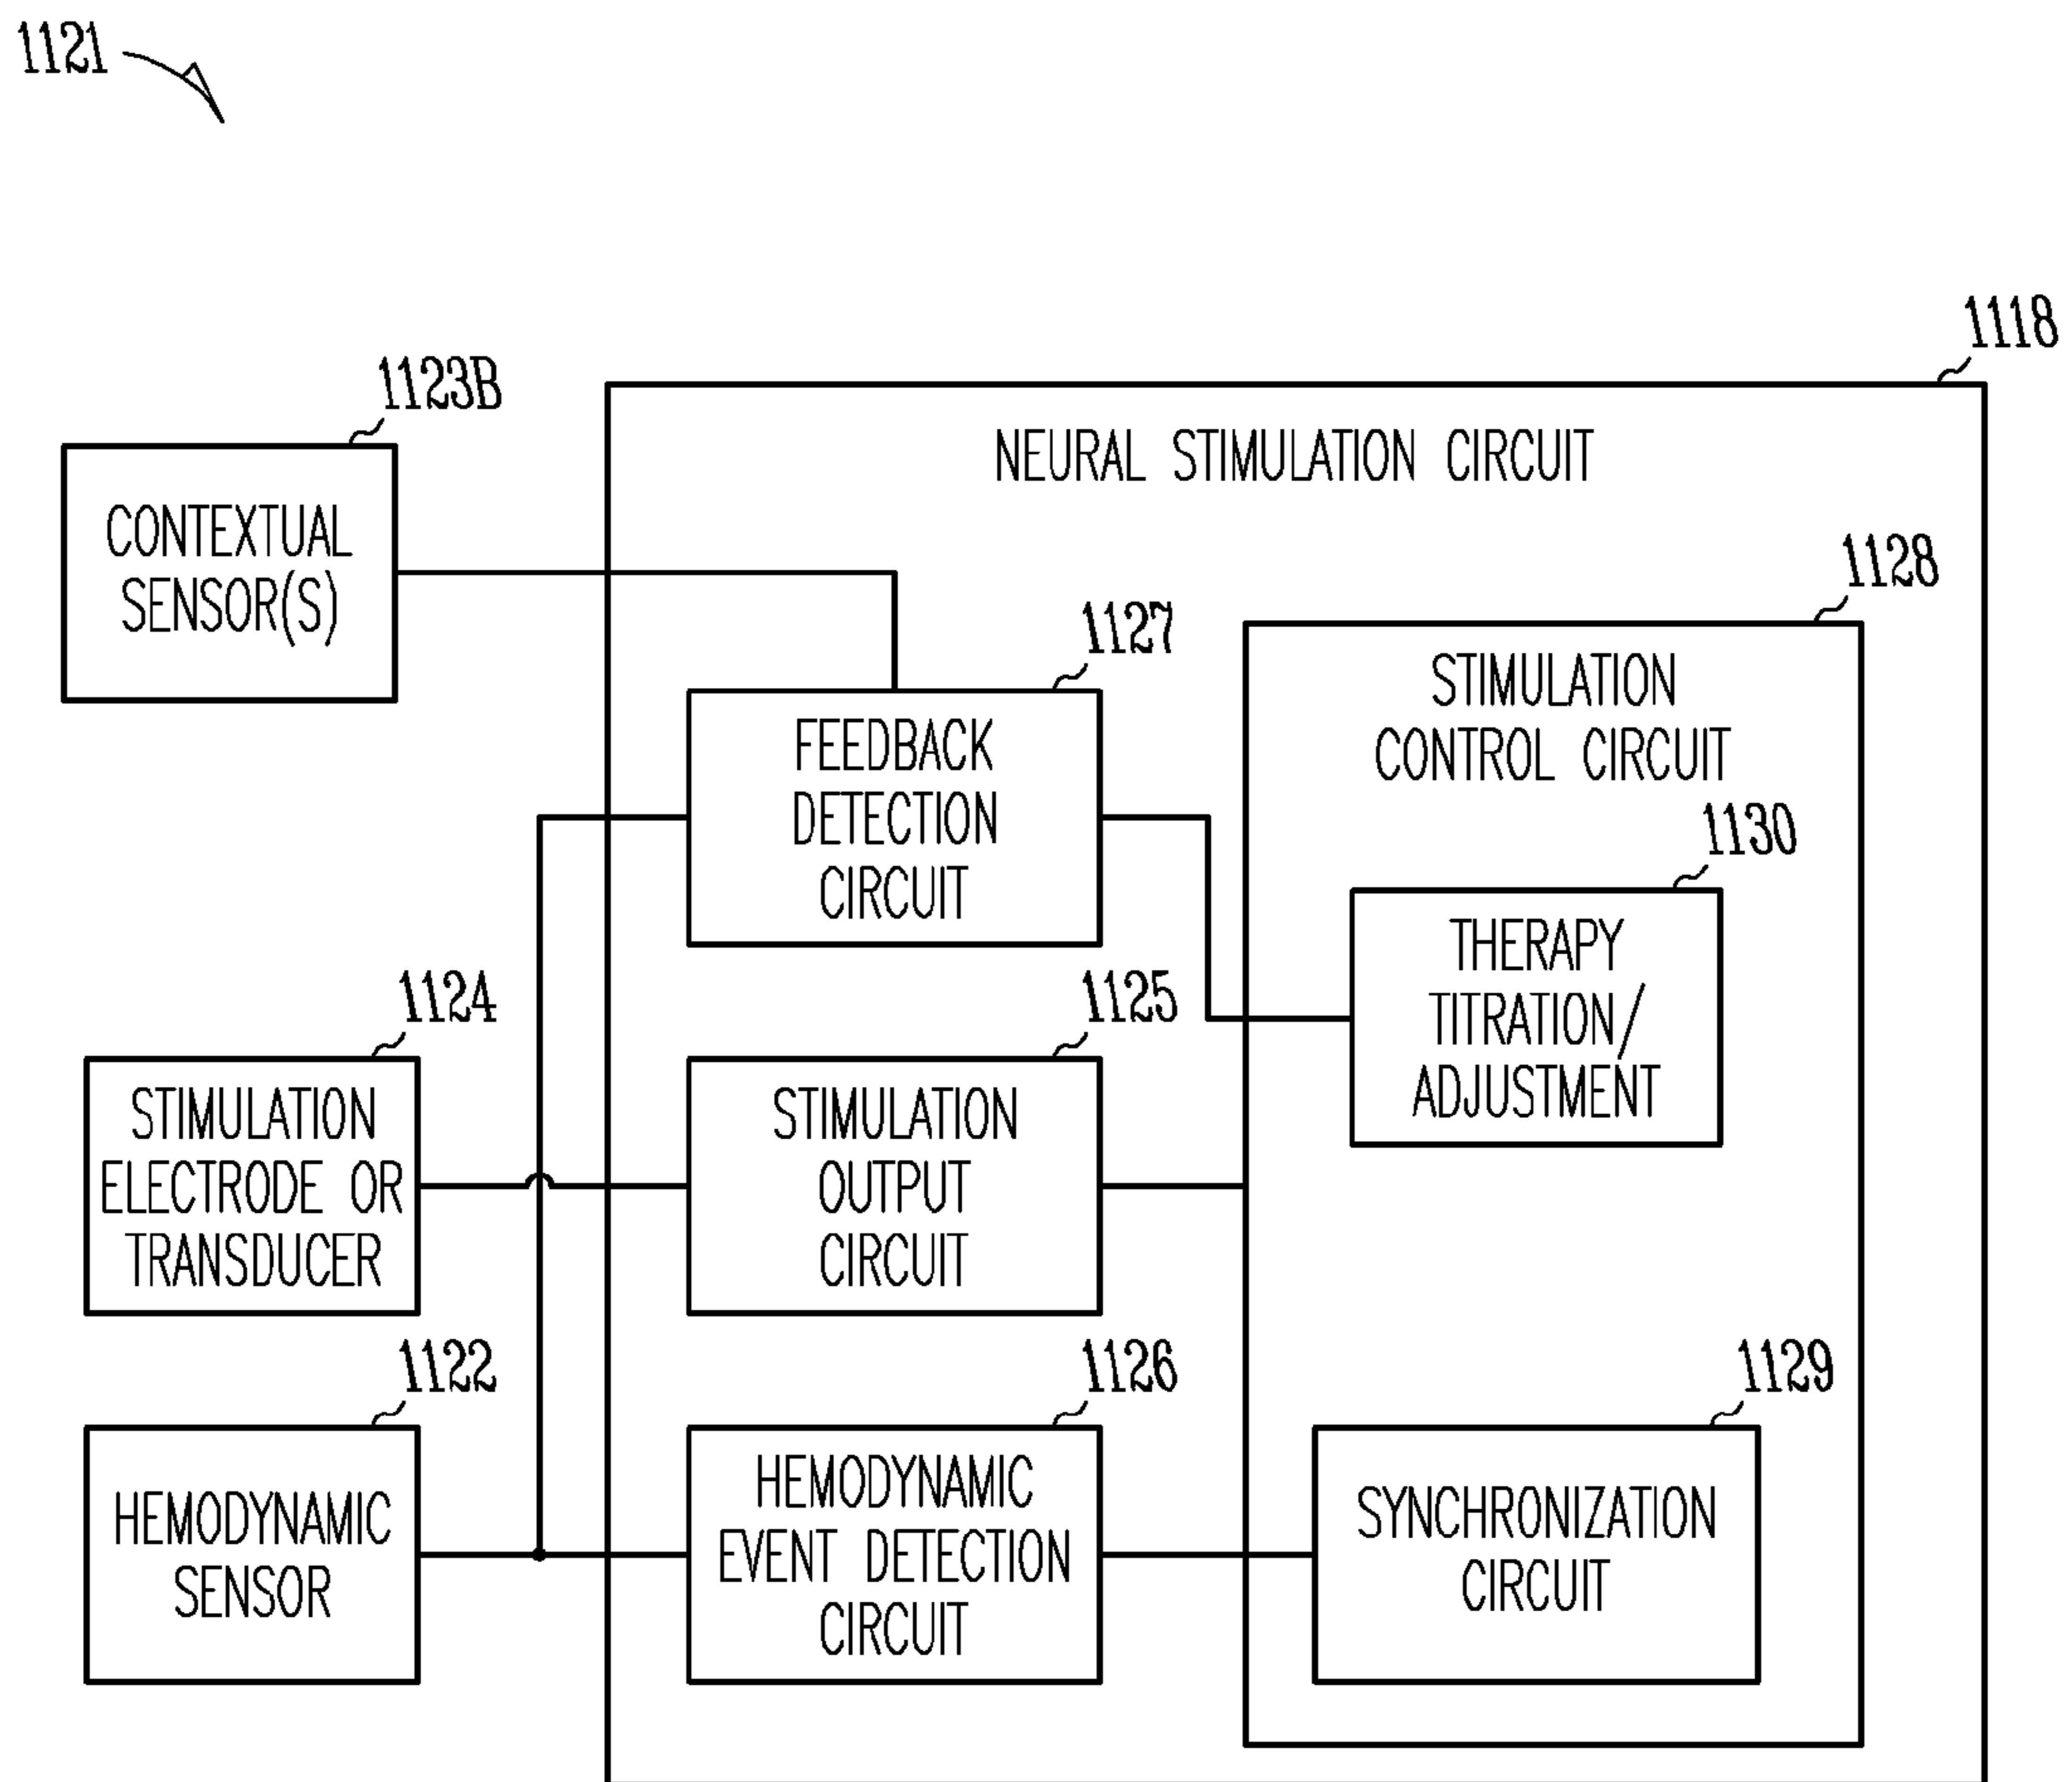 1121
1118
1123B
NEURAL STIMULATION CIRCUIT
CONTEXTUAL
SENSOR(S)
1128
1127
STIMULATION
CONTROL CIRCUIT
FEEDBACK
DETECTION
CIRCUIT
1130
THERAPY
TITRATION/
ADJUSTMENT
1124
STIMULATION
ELECTRODE OR
TRANSDUCER
1125
STIMULATION
OUTPUT
CIRCUIT
1122
HEMODYNAMIC
SENSOR
1126
HEMODYNAMIC
EVENT DETECTION
CIRCUIT
1129
SYNCHRONIZATION
CIRCUIT